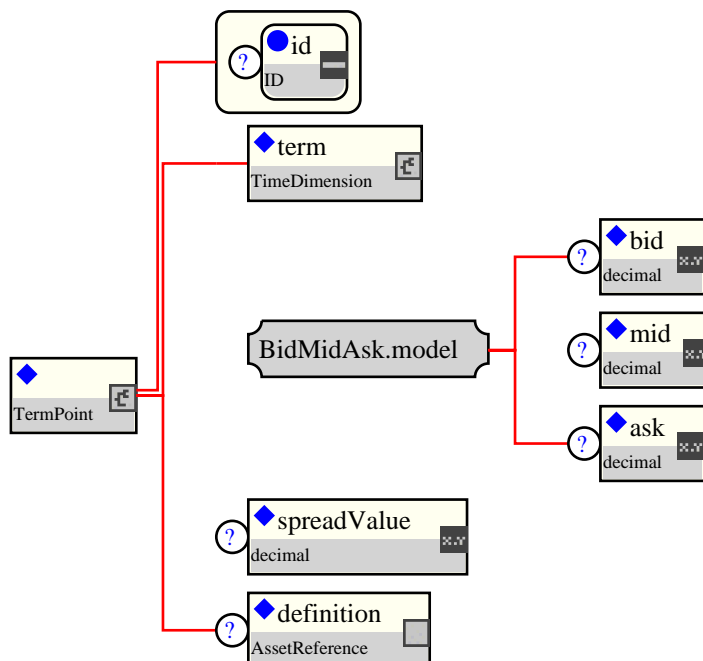 ? id
ID
term
TimeDimension
? bid
decimal
BidMidAsk.model
? mid
decimal
TermPoint
? ask
decimal
? spreadValue
decimal
? definition
AssetReference